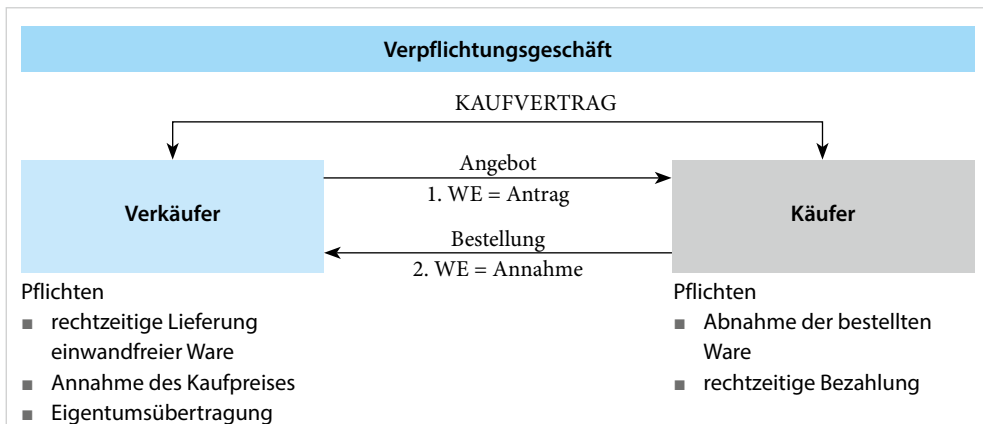 Verpflichtungsgeschäft
KAUFVERTRAG
Verkäufer
Angebot
1. WE = Antrag
Bestellung
2. WE = Annahme
Käufer
Pflichten
■ rechtzeitige Lieferung
einwandfreier Ware
■ Annahme des Kaufpreises
■ Eigentumsübertragung
Pflichten
■ Abnahme der bestellten
Ware
■ rechtzeitige Bezahlung